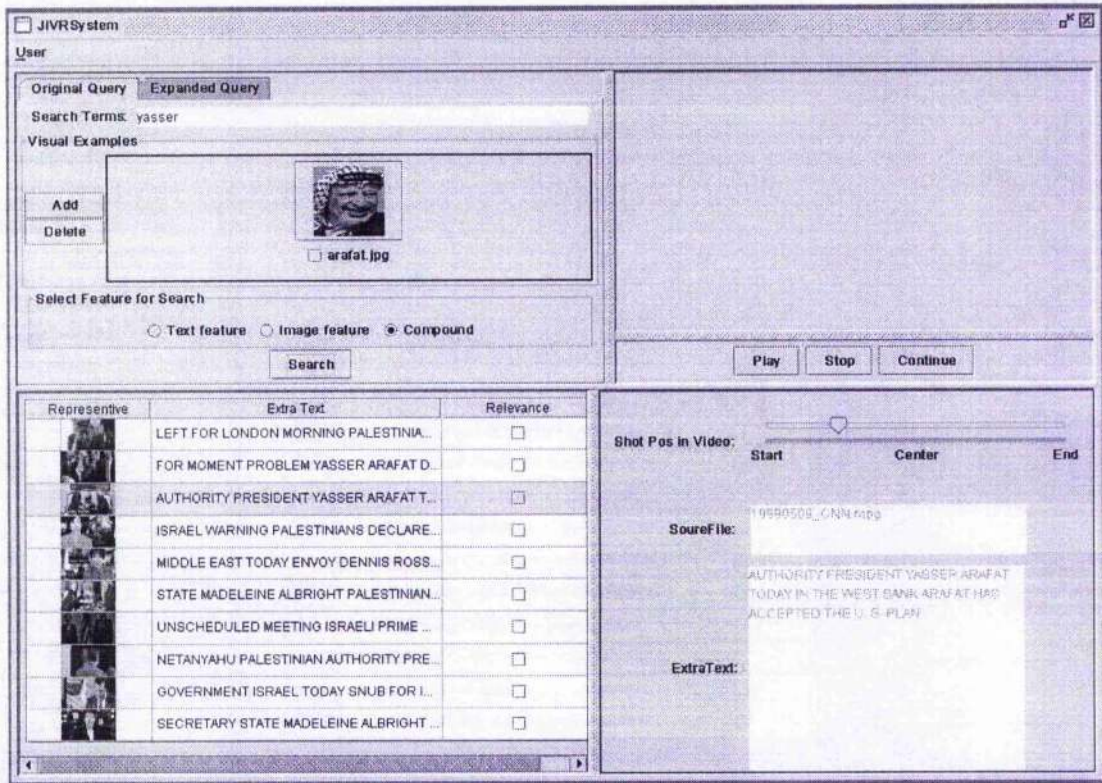 JIVRSystem
User
Original Query
Expanded Query
Search Terms: yasser
Visual Examples
Add
Delete
arafat.jpg
Select Feature for Search
Text feature
Image feature
Compound
Search
Play
Stop
Continue
Representive
Extra Text
Relevance
LEFT FOR LONDON MORNING PALESTINIA...
FOR MOMENT PROBLEM YASSER ARAFAT D...
AUTHORITY PRESIDENT YASSER ARAFAT T...
ISRAEL WARNING PALESTINIANS DECLARE...
MIDDLE EAST TODAY ENVOY DENNIS ROSS...
STATE MADELEINE ALBRIGHT PALESTINIAN...
UNSCHEDULED MEETING ISRAELI PRIME ...
NETANYAHU PALESTINIAN AUTHORITY PRE...
GOVERNMENT ISRAEL TODAY SNUB FOR I...
SECRETARY STATE MADELEINE ALBRIGHT ...
Shot Pos in Video:
Start
Center
End
SoureFile:
ExtraText:
AUTHORITY PRESIDENT YASSER ARAFAT
TODAY IN THE WEST BANK ARAFAT HAS
ACCEPTED THE U. S. PLAN